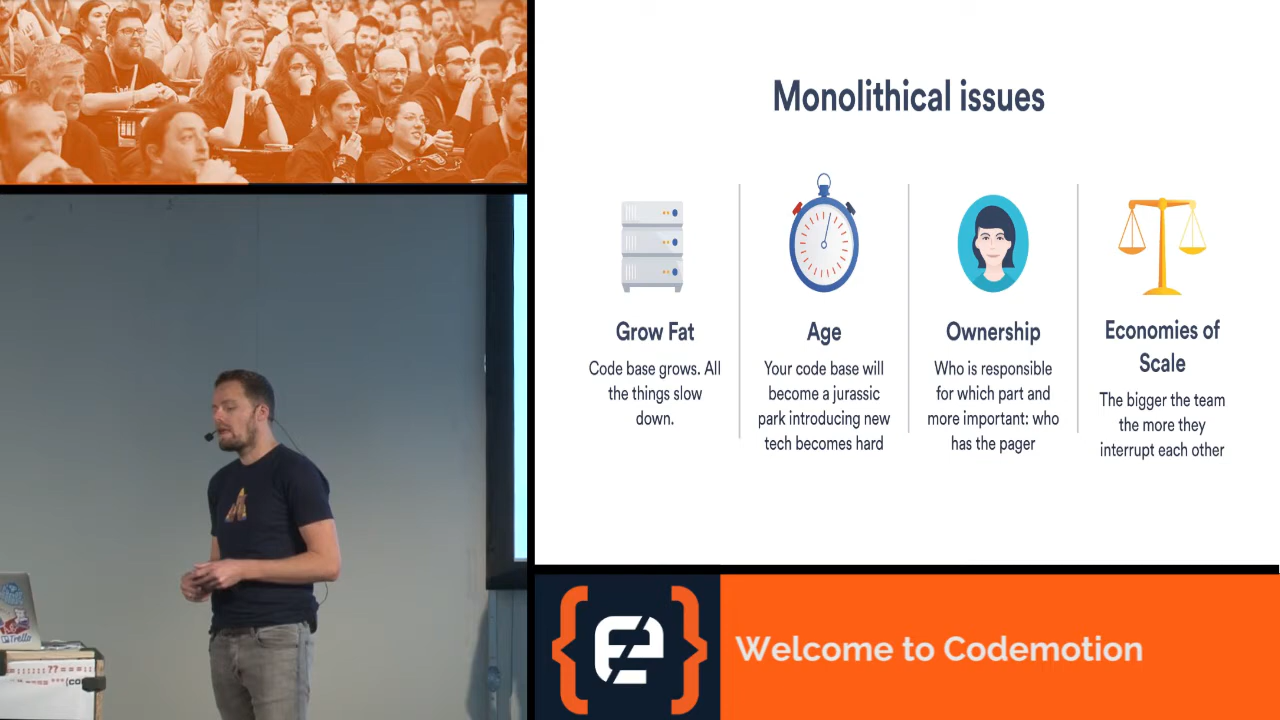 Monolithical issues
Grow Fat
Code base grows. All
the things slow
down.
Age
Your code base will
become a jurassic
park introducing new
tech becomes hard
Ownership
Who is responsible
for which part and
more important: who
has the pager
Economies of
Scale
The bigger the team
the more they
interrupt each other
Trello
Welcome to Codemotion